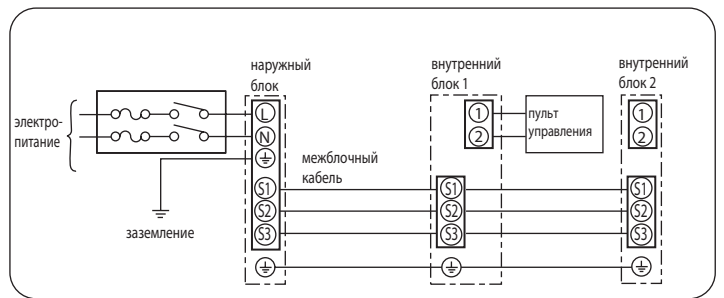 наружный
блок
внутренний
блок 1
внутренний
блок 2
электро-
питание
L
N
1
2
пульт
управления
1
2
межблочный
кабель
заземление
S1
S2
S3
S1
S2
S3
S1
S2
S3